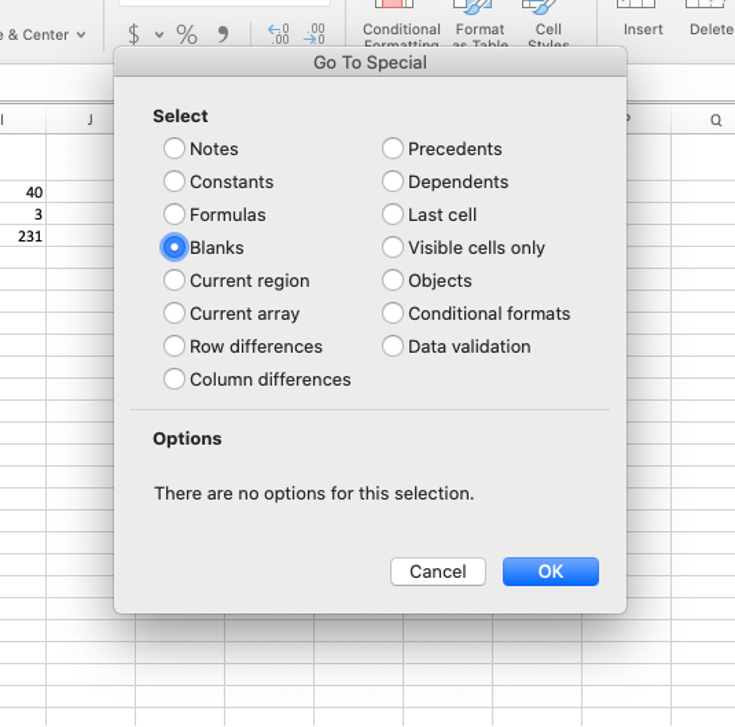 e & Center
$ % 9 .00 .00
Conditional Formatting
Format as Table
Cell Styles
Insert
Delete
Go To Special
I J P Q
40
3
231
Select
Notes
Constants
Formulas
Blanks
Current region
Current array
Row differences
Column differences
Precedents
Dependents
Last cell
Visible cells only
Objects
Conditional formats
Data validation
Options
There are no options for this selection.
Cancel OK